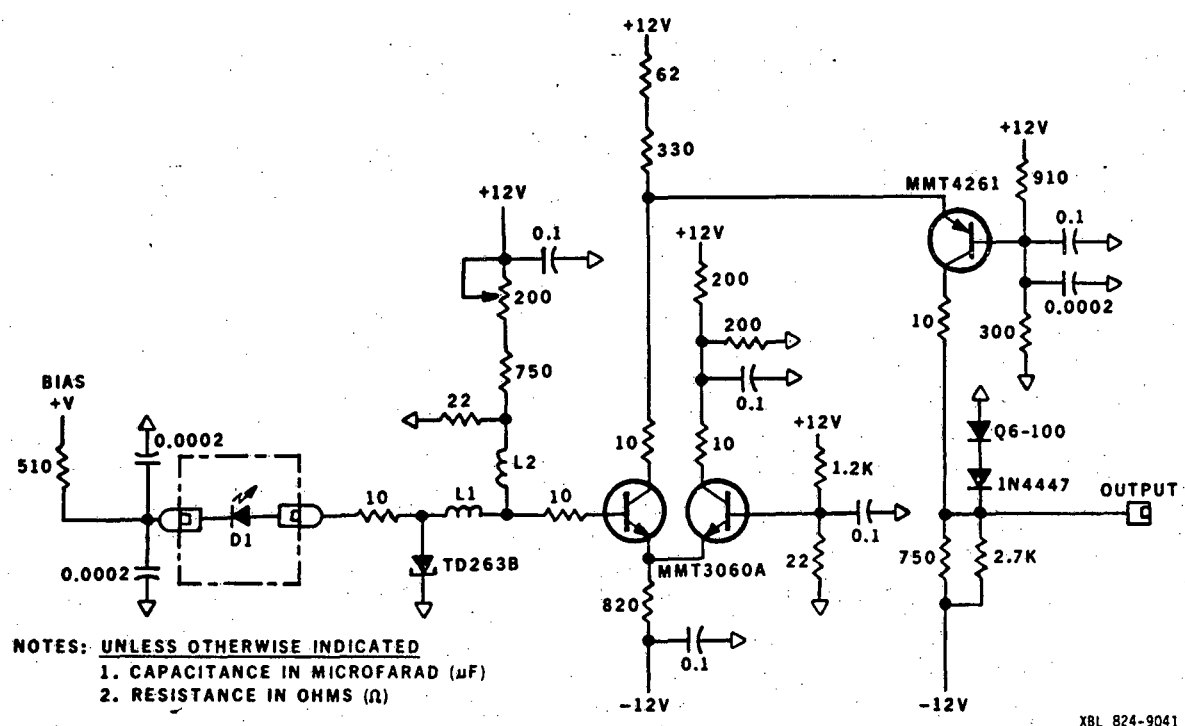 +12V
62
330
+12V
910
MMT4261
0.1
0.0002
300
10
+12V
0.1
200
750
22
L2
+12V
200
200
0.1
10
10
+12V
1.2K
0.1
22
Q6-100
1N4447
OUTPUT
750
2.7K
-12V
BIAS
+V
510
0.0002
D1
0.0002
10
L1
TD263B
10
MMT3060A
820
0.1
-12V
NOTES: UNLESS OTHERWISE INDICATED
1. CAPACITANCE IN MICROFARAD (µF)
2. RESISTANCE IN OHMS (Ω)
XBL 824-9041